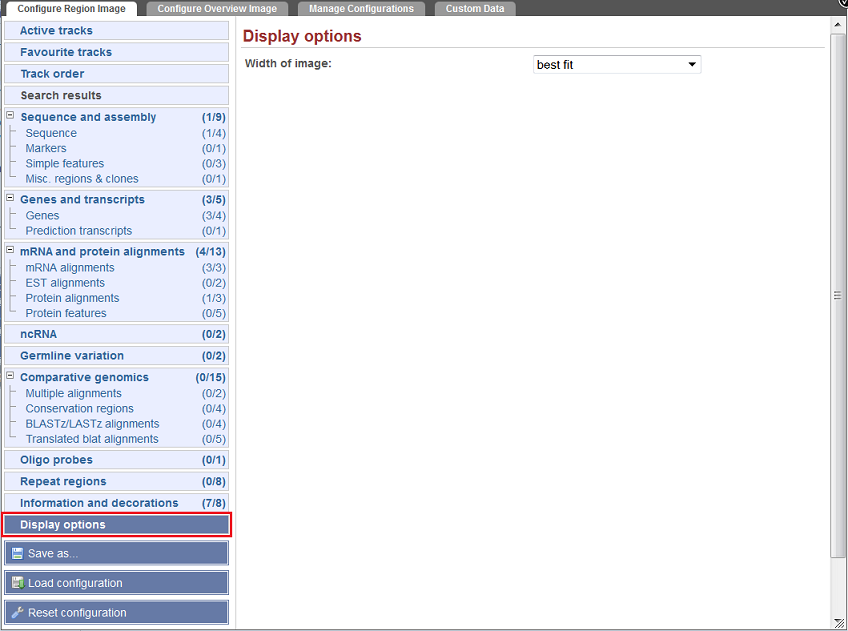 Configure Region Image Configure Overview Image Manage Configurations Custom Data
Active tracks
Favourite tracks
Track order
Search results
Sequence and assembly (1/9)
Sequence (1/4)
Markers (0/1)
Simple features (0/3)
Misc. regions & clones (0/1)
Genes and transcripts (3/5)
Genes (3/4)
Prediction transcripts (0/1)
mRNA and protein alignments (4/13)
mRNA alignments (3/3)
EST alignments (0/2)
Protein alignments (1/3)
Protein features (0/5)
ncRNA (0/2)
Germline variation (0/2)
Comparative genomics (0/15)
Multiple alignments (0/2)
Conservation regions (0/4)
BLASTz/LASTz alignments (0/4)
Translated blat alignments (0/5)
Oligo probes (0/1)
Repeat regions (0/8)
Information and decorations (7/8)
Display options
Save as...
Load configuration
Reset configuration
Display options
Width of image: best fit